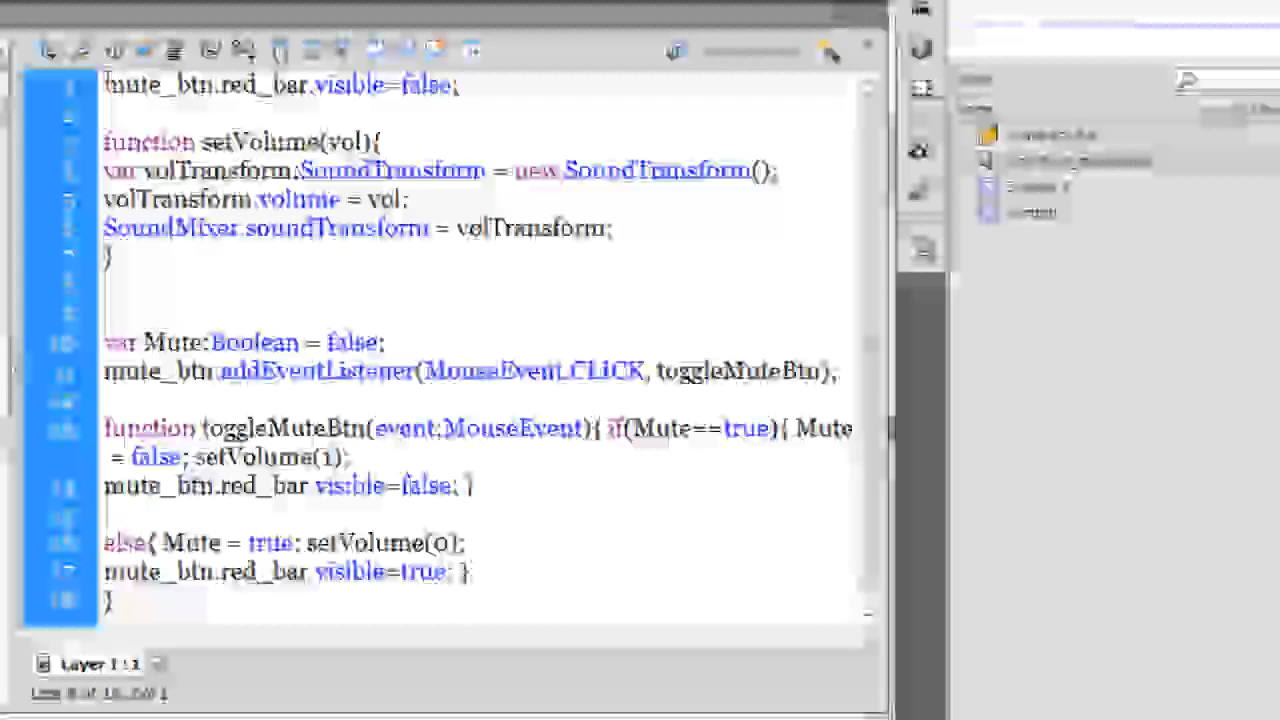 mute_btn.red_bar.visible=false;
function setVolume(vol){
var volTransform:SoundTransform = new SoundTransform();
volTransform.volume = vol;
SoundMixer.soundTransform = volTransform;
}
var Mute:Boolean = false;
mute_btn.addEventListener(MouseEvent.CLICK, toggleMuteBtn);
function toggleMuteBtn(event:MouseEvent){ if(Mute==true){ Mute
= false; setVolume(1);
mute_btn.red_bar.visible=false; }
else{ Mute = true; setVolume(0);
mute_btn.red_bar.visible=true; }
}
Layer 1 : 1